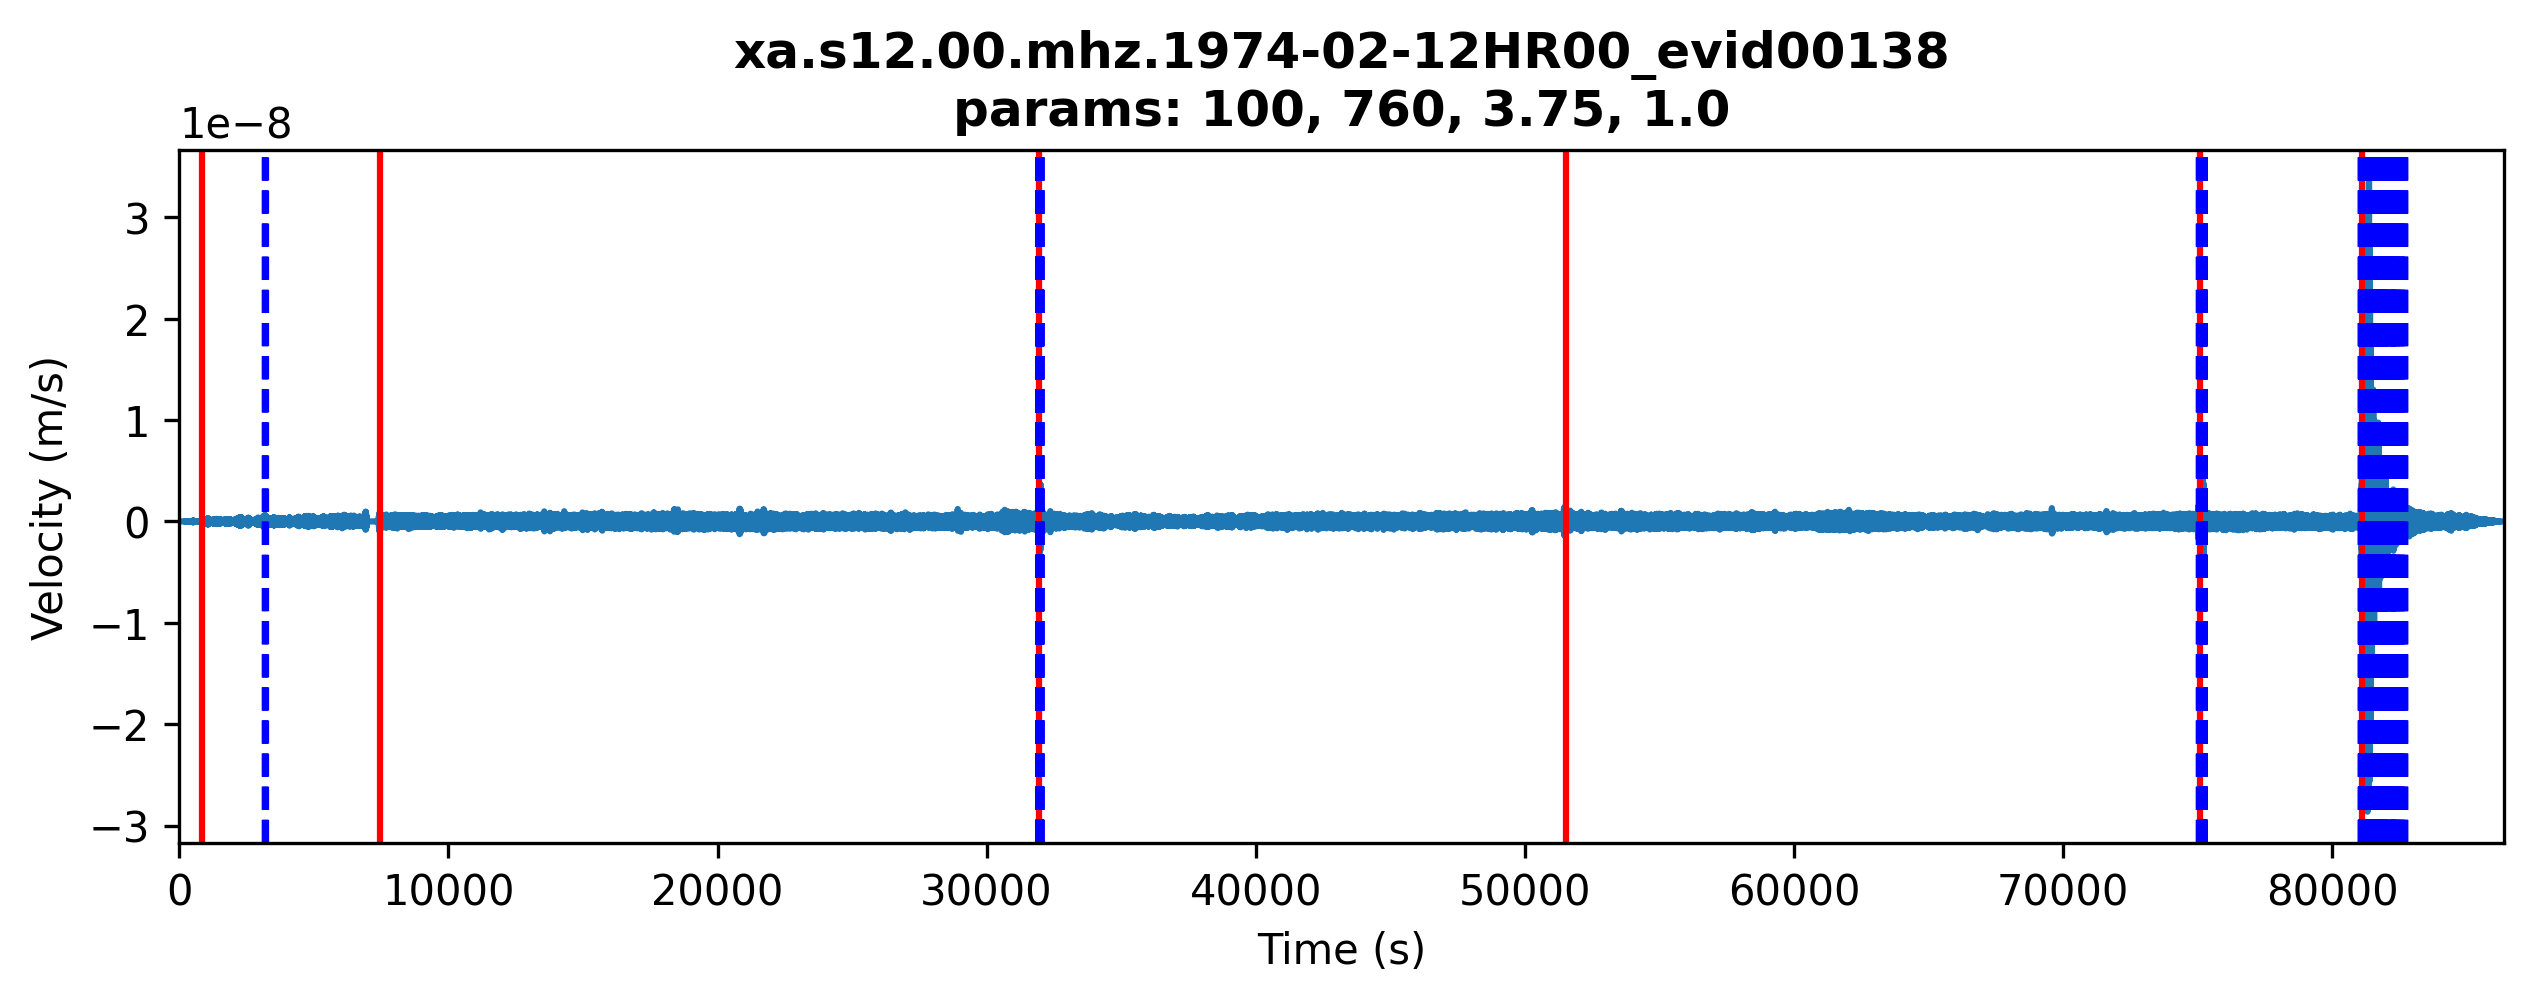 xa.s12.00.mhz.1974-02-12HR00_evid00138
params: 100, 760, 3.75, 1.0
1e−8
3
2
1
0
−1
−2
−3
Velocity (m/s)
0 10000 20000 30000 40000 50000 60000 70000 80000
Time (s)